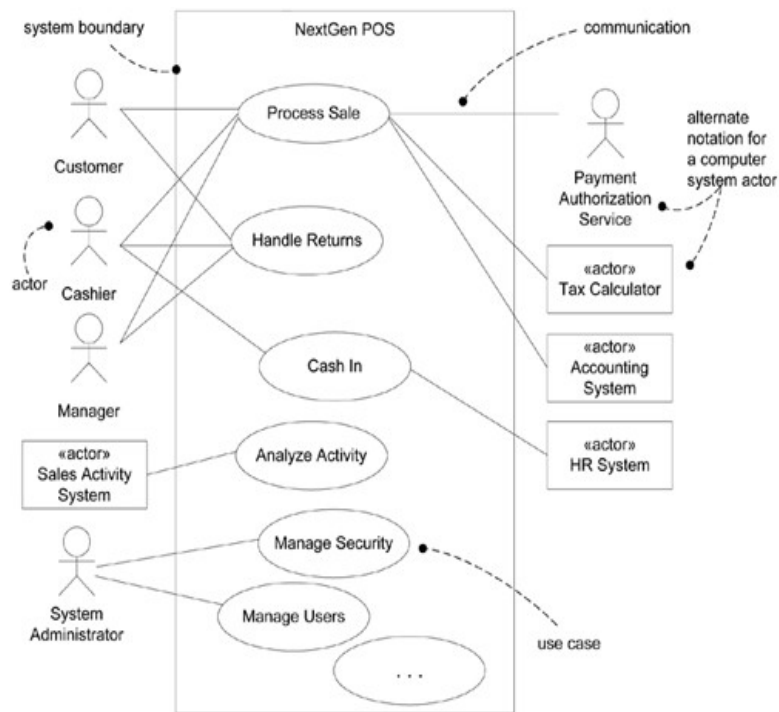 system boundary
NextGen POS
communication
Process Sale
Customer
alternate
notation for
a computer
system actor
Payment
Authorization
Service
Handle Returns
actor
Cashier
«actor»
Tax Calculator
Cash In
«actor»
Accounting
System
Manager
«actor»
Sales Activity
System
Analyze Activity
«actor»
HR System
Manage Security
System
Administrator
Manage Users
use case
. . .